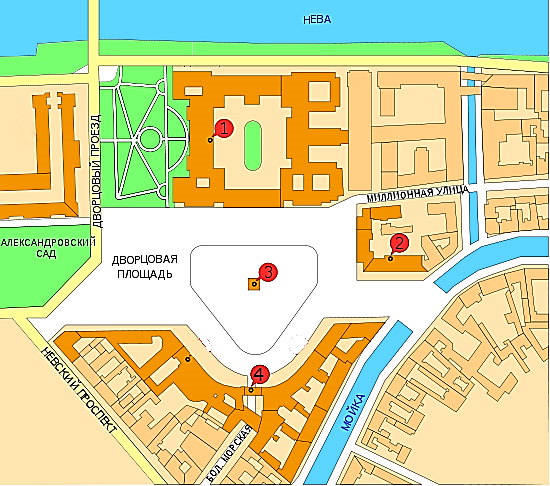 НЕВА
1
ДВОРЦОВЫЙ ПРОЕЗД
МИЛЛИОННАЯ УЛИЦА
АЛЕКСАНДРОВСКИЙ
САД
2
ДВОРЦОВАЯ
ПЛОЩАДЬ
3
4
НЕВСКИЙ ПРОСПЕКТ
БОЛ. МОРСКАЯ
МОЙКА